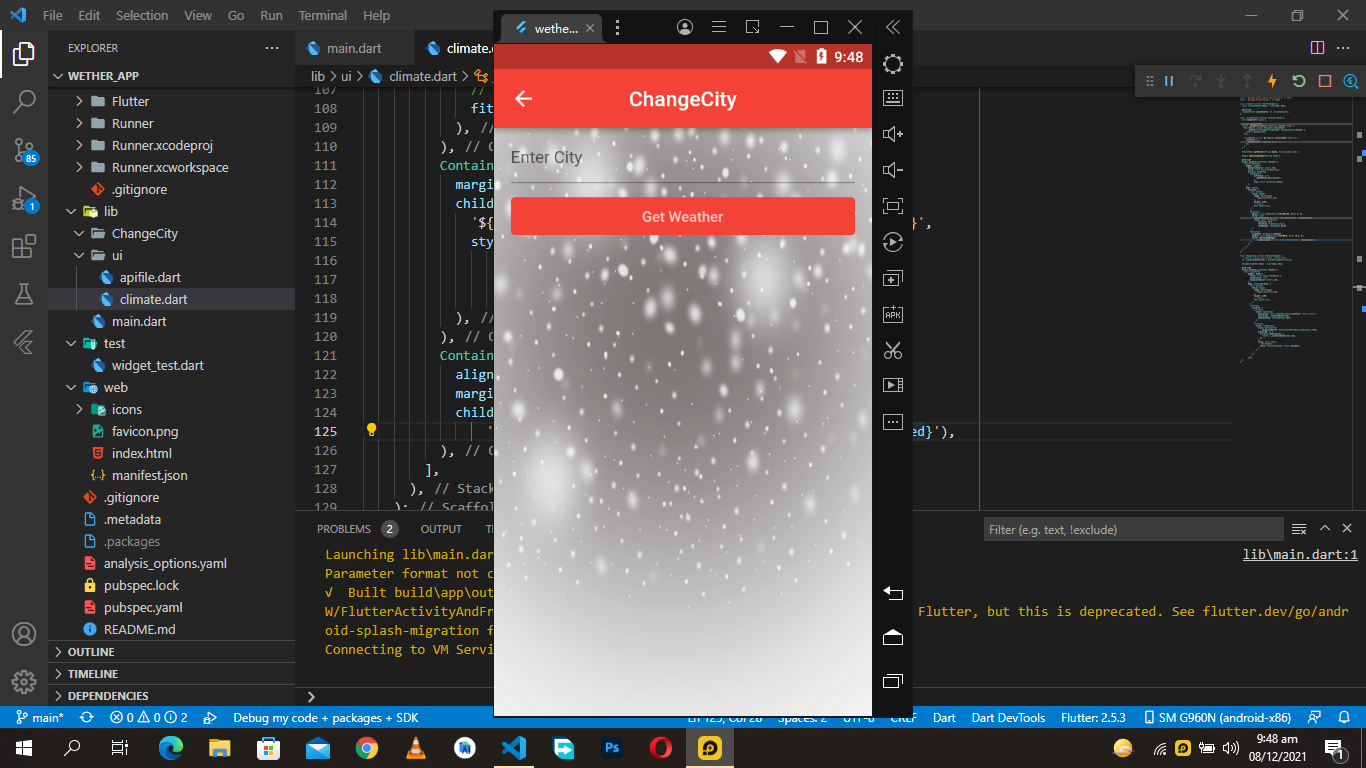 File Edit Selection View Go Run Terminal Help
wethe...
EXPLORER
WETHER_APP
Flutter
Runner
Runner.xcodeproj
Runner.xcworkspace
.gitignore
lib
ChangeCity
ui
apifile.dart
climate.dart
main.dart
test
widget_test.dart
web
icons
favicon.png
index.html
manifest.json
.gitignore
.metadata
.packages
analysis_options.yaml
pubspec.lock
pubspec.yaml
README.md
OUTLINE
TIMELINE
DEPENDENCIES
85
1
main.dart
climate.
lib > ui > climate.dart >
107 //
108 fit
109 ), //
110 ), // C
111 Contain
112 margi
113 child
114 '${ }',
115 sty
116
117
118
119 ), //
120 ), // C
121 Contain
122 align
123 margi
124 child
125 ' ed}'),
126 ), // C
127 ],
128 ), // Stack
129 ); // Scaffol
9:48
ChangeCity
Enter City
Get Weather
APK
PROBLEMS 2 OUTPUT
Filter (e.g. text, !exclude)
Launching lib\main.dar
lib\main.dart:1
Parameter format not c
√ Built build\app\out
W/FlutterActivityAndFr Flutter, but this is deprecated. See flutter.dev/go/andr
oid-splash-migration f
Connecting to VM Servi
main* 0 0 2 Debug my code + packages + SDK
Ln 125, Col 28 Spaces: 2 UTF-8 CRLF Dart Dart DevTools Flutter: 2.5.3 SM G960N (android-x86)
Ps
9:48 am
08/12/2021
1